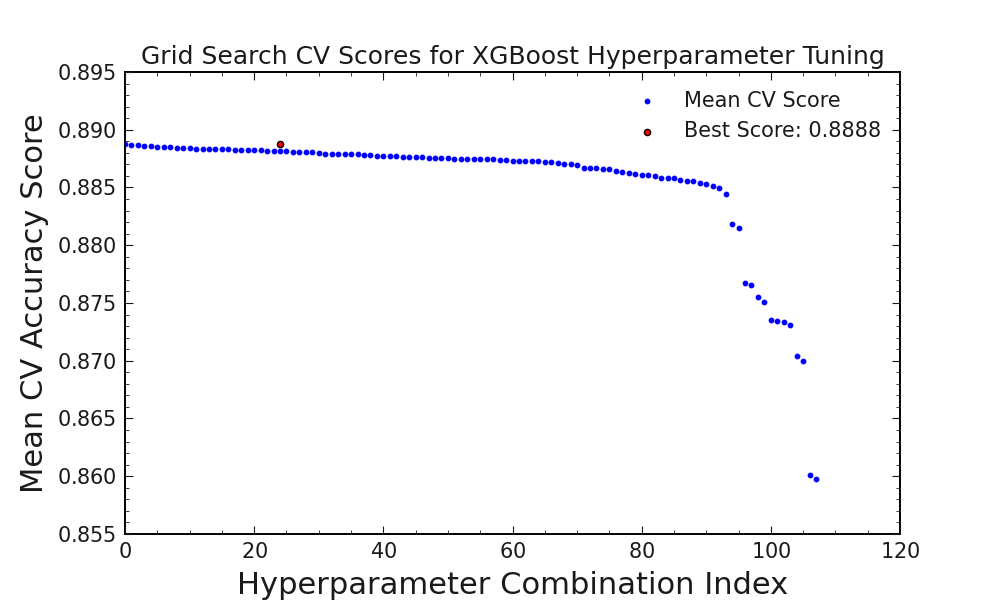 Grid Search CV Scores for XGBoost Hyperparameter Tuning
0.895
0.890
0.885
0.880
0.875
0.870
0.865
0.860
0.855
Mean CV Accuracy Score
Mean CV Score
Best Score: 0.8888
0 20 40 60 80 100 120
Hyperparameter Combination Index